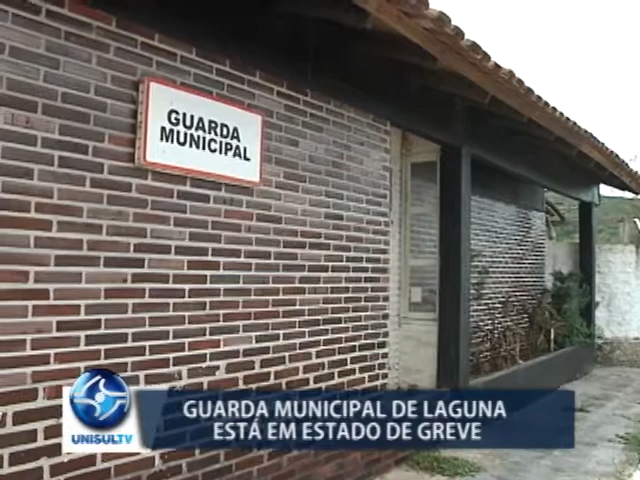 GUARDA
MUNICIPAL
GUARDA MUNICIPAL DE LAGUNA
ESTÁ EM ESTADO DE GREVE
UNISULTV